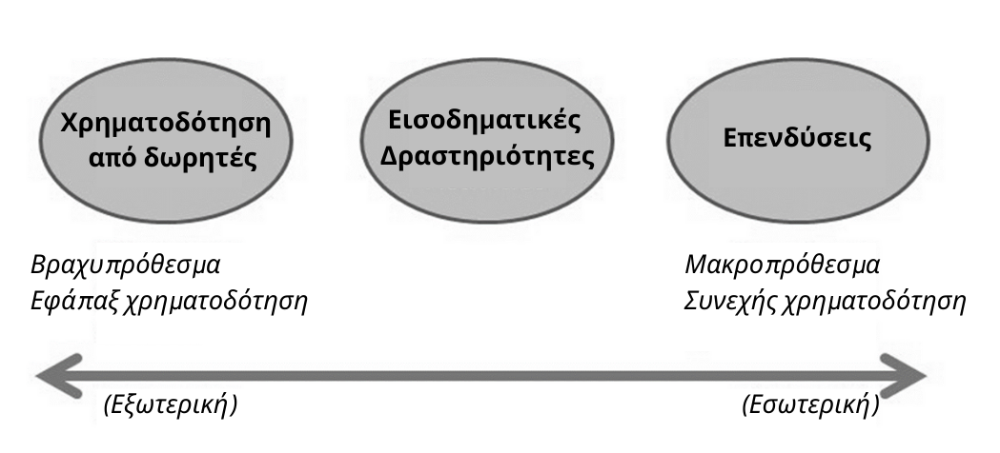 Χρηματοδότηση
από δωρητές
Εισοδηματικές
Δραστηριότητες
Επενδύσεις
Βραχυπρόθεσμα
Εφάπαξ χρηματοδότηση
Μακροπρόθεσμα
Συνεχής χρηματοδότηση
(Εξωτερική)
(Εσωτερική)